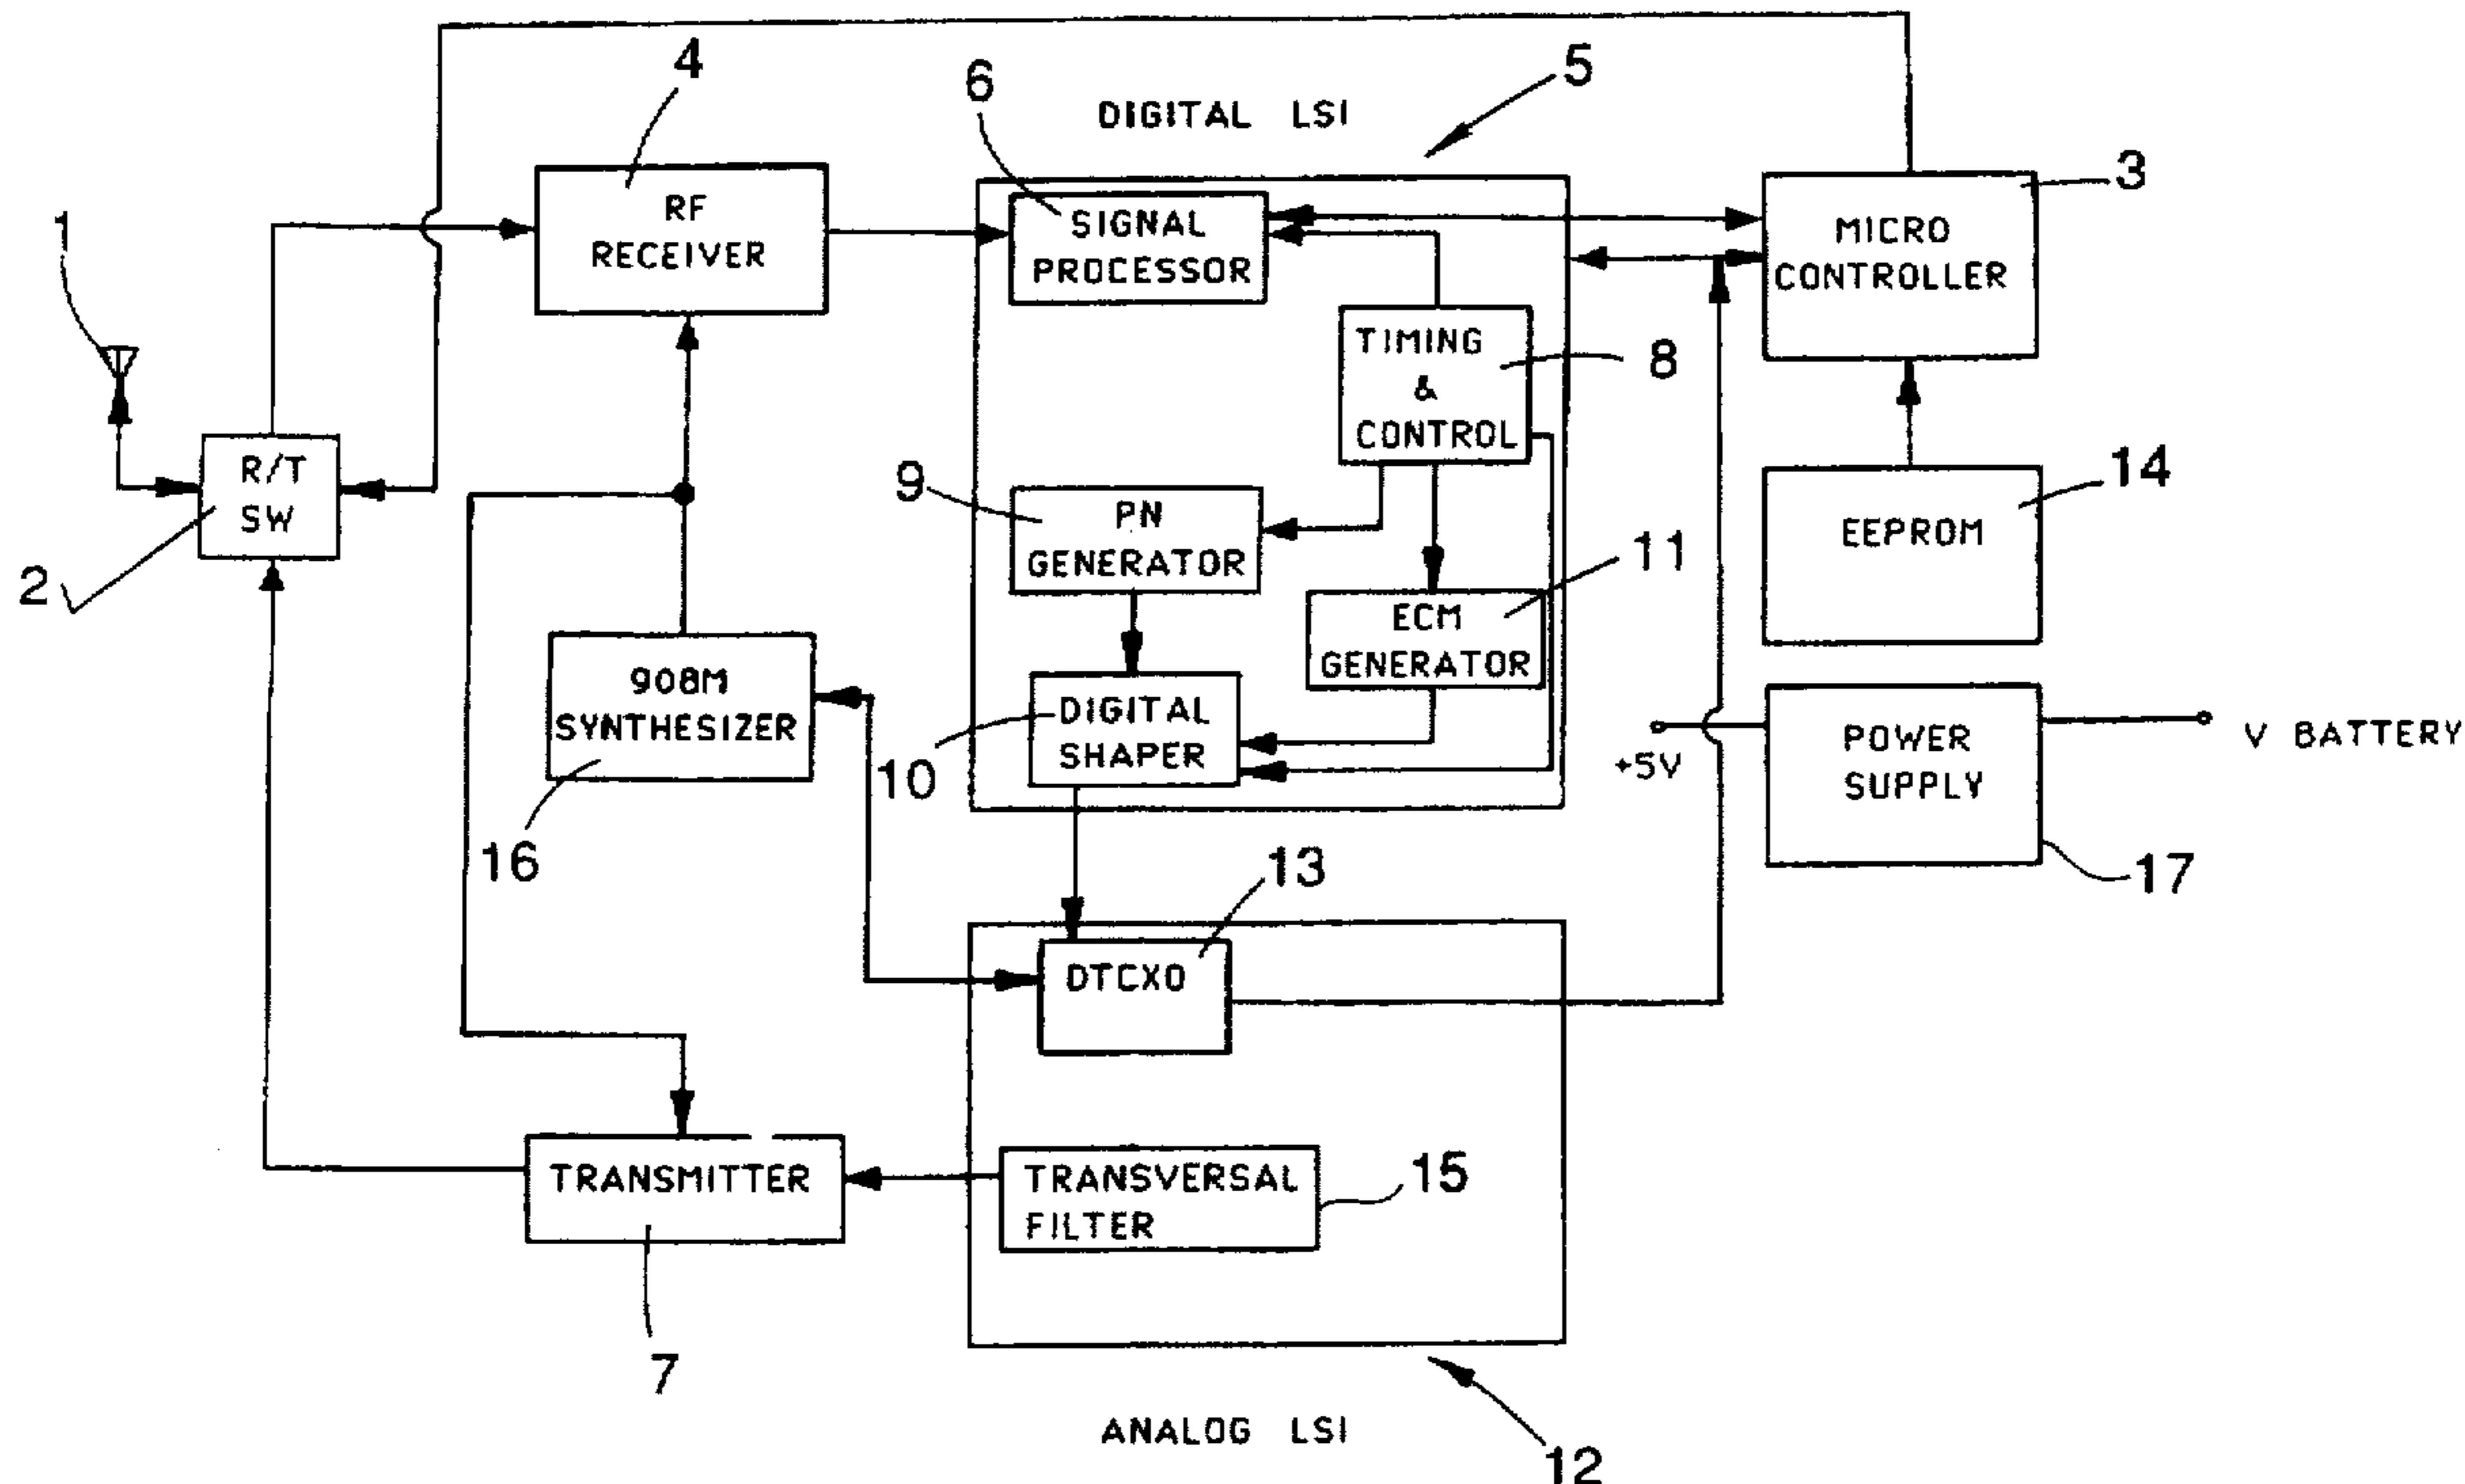 4
6
DIGITAL LSI
5
3
RF
RECEIVER
SIGNAL
PROCESSOR
MICRO
CONTROLLER
1
TIMING
&
CONTROL
8
R/T
SW
2
9
PN
GENERATOR
14
EEPROM
11
ECM
GENERATOR
908M
SYNTHESIZER
16
DIGITAL
SHAPER
10
+5V
POWER
SUPPLY
V BATTERY
17
13
DTCXO
TRANSMITTER
7
TRANSVERSAL
FILTER
15
ANALOG LSI
12